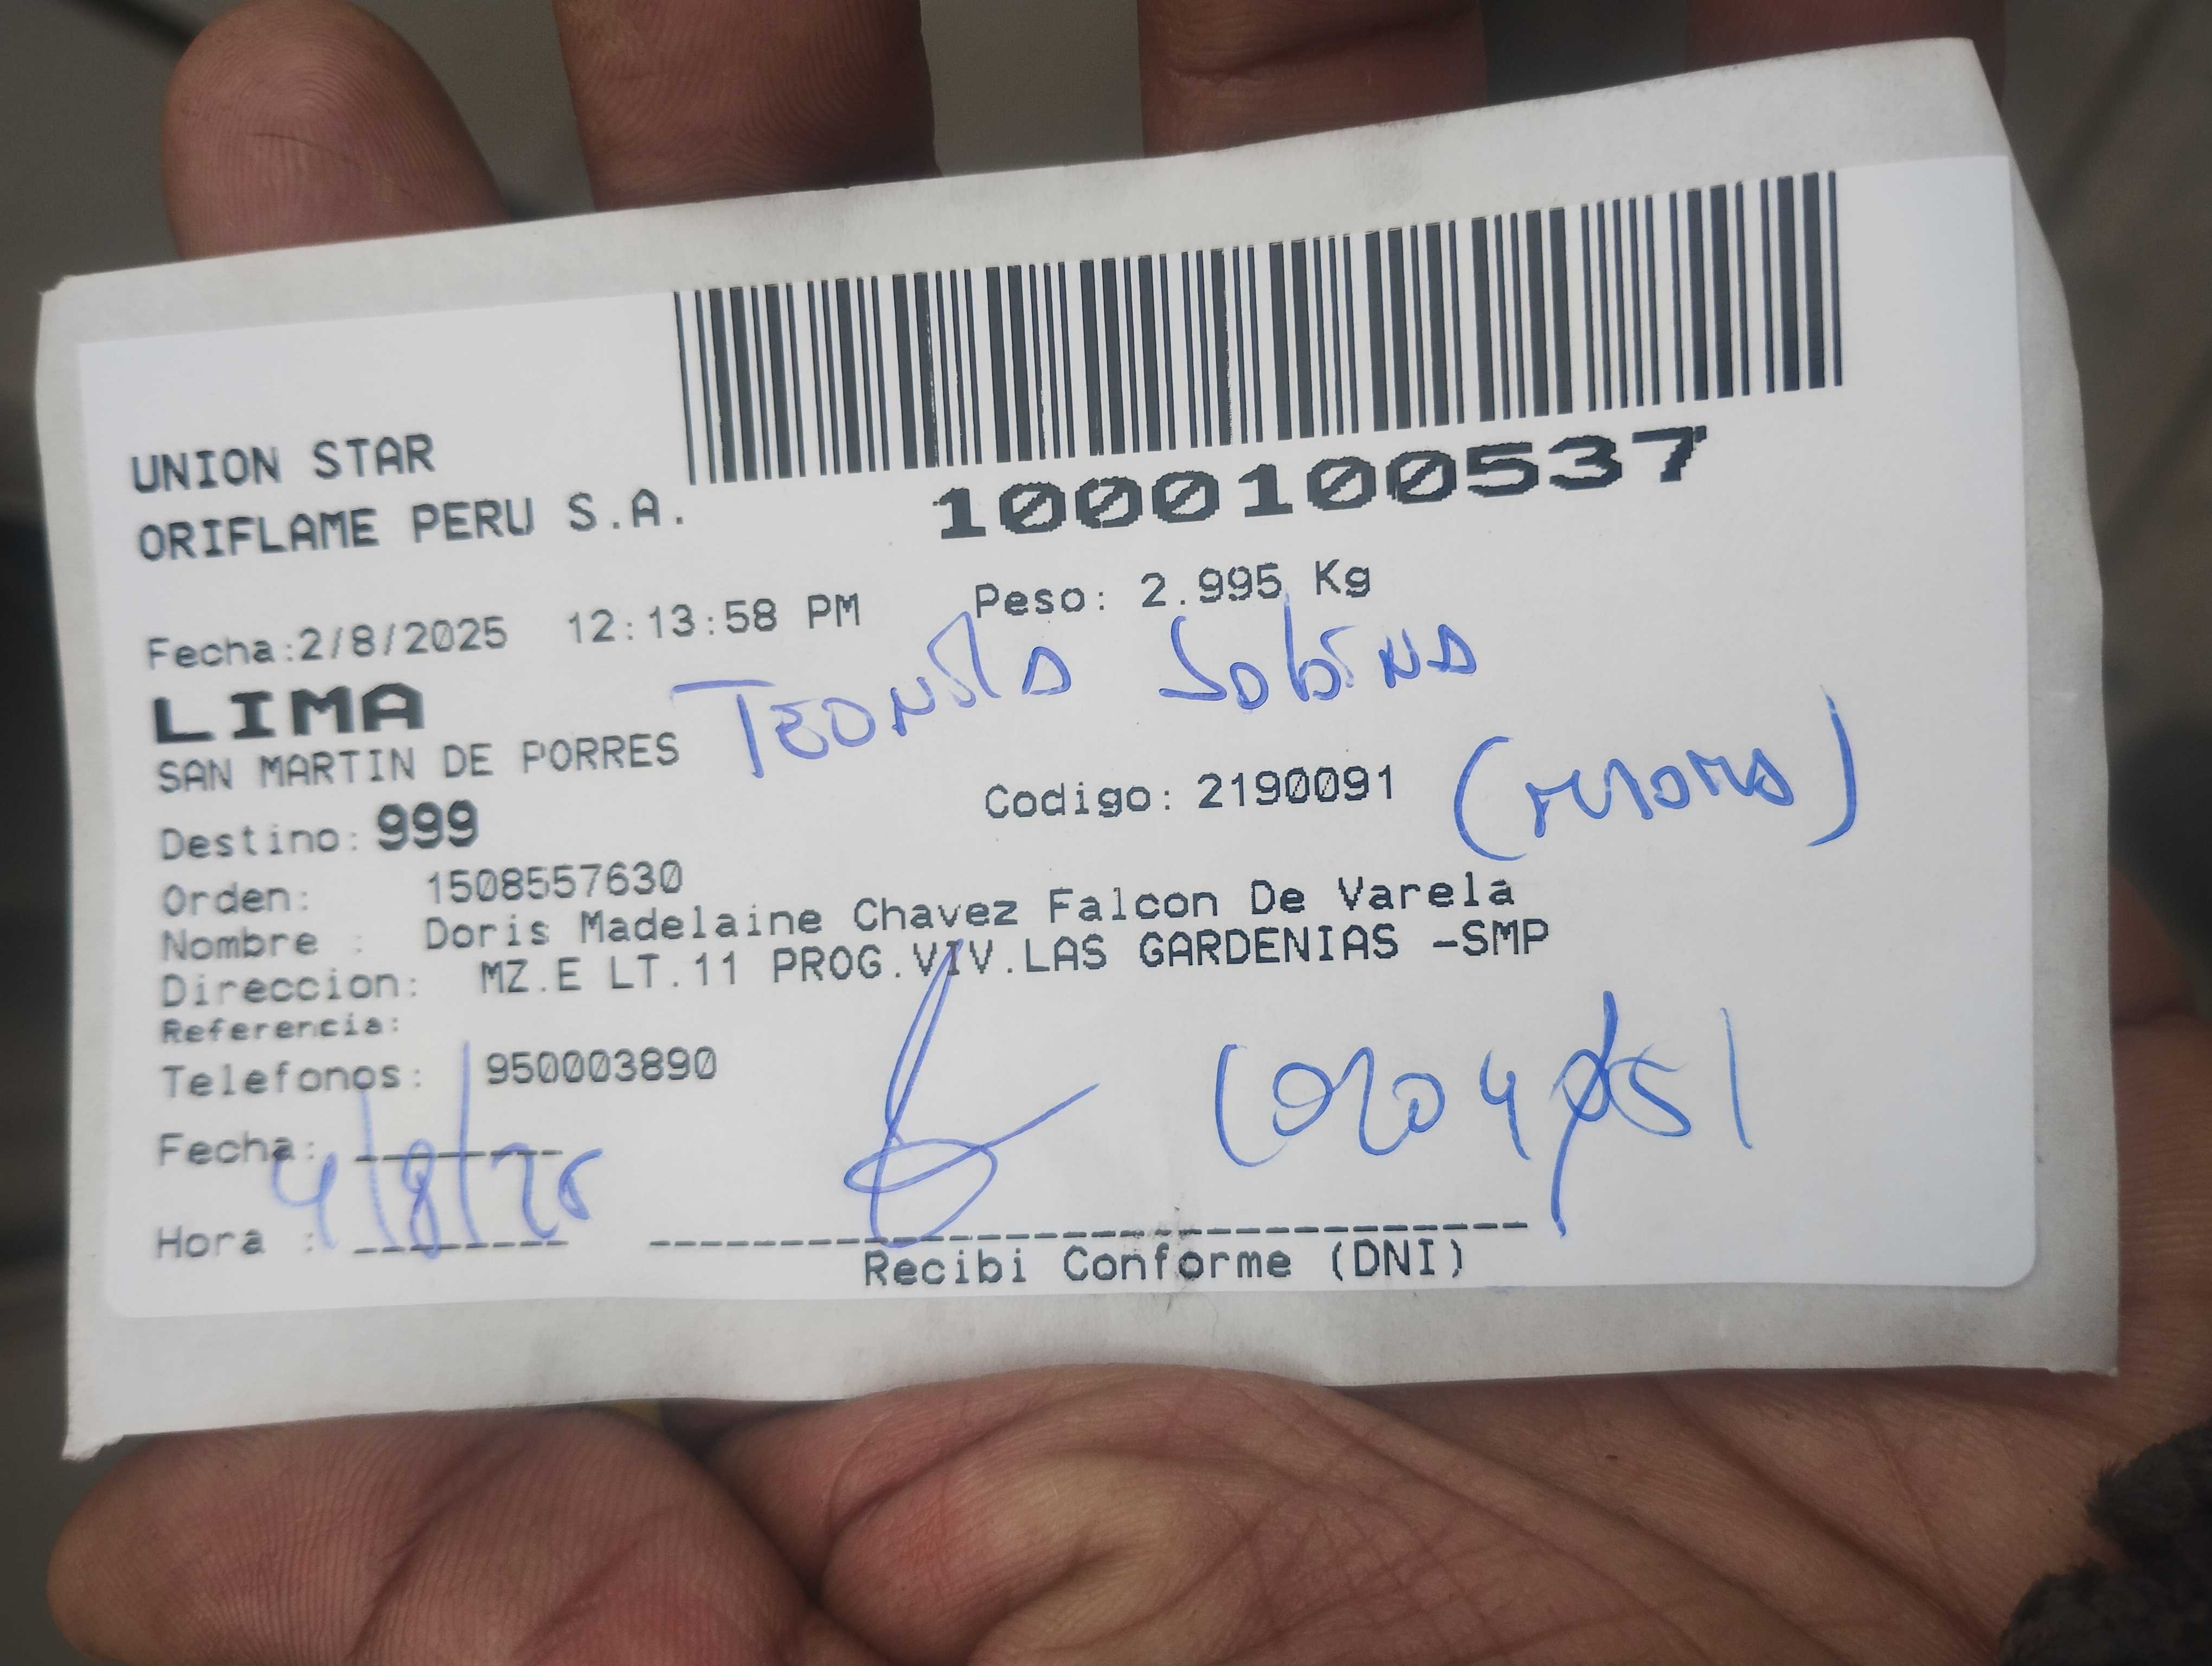 UNION STAR
ORIFLAME PERU S.A.
1000100537
Fecha:2/8/2025 12:13:58 PM Peso: 2.995 Kg
LIMA
SAN MARTIN DE PORRES
Destino: 999 Codigo: 2190091
Orden: 1508557630
Nombre : Doris Madelaine Chavez Falcon De Varela
Direccion: MZ.E LT.11 PROG.VIV.LAS GARDENIAS -SMP
Referencia:
Telefonos: 950003890
Fecha:
4/8/25
Hora :
Recibi Conforme (DNI)